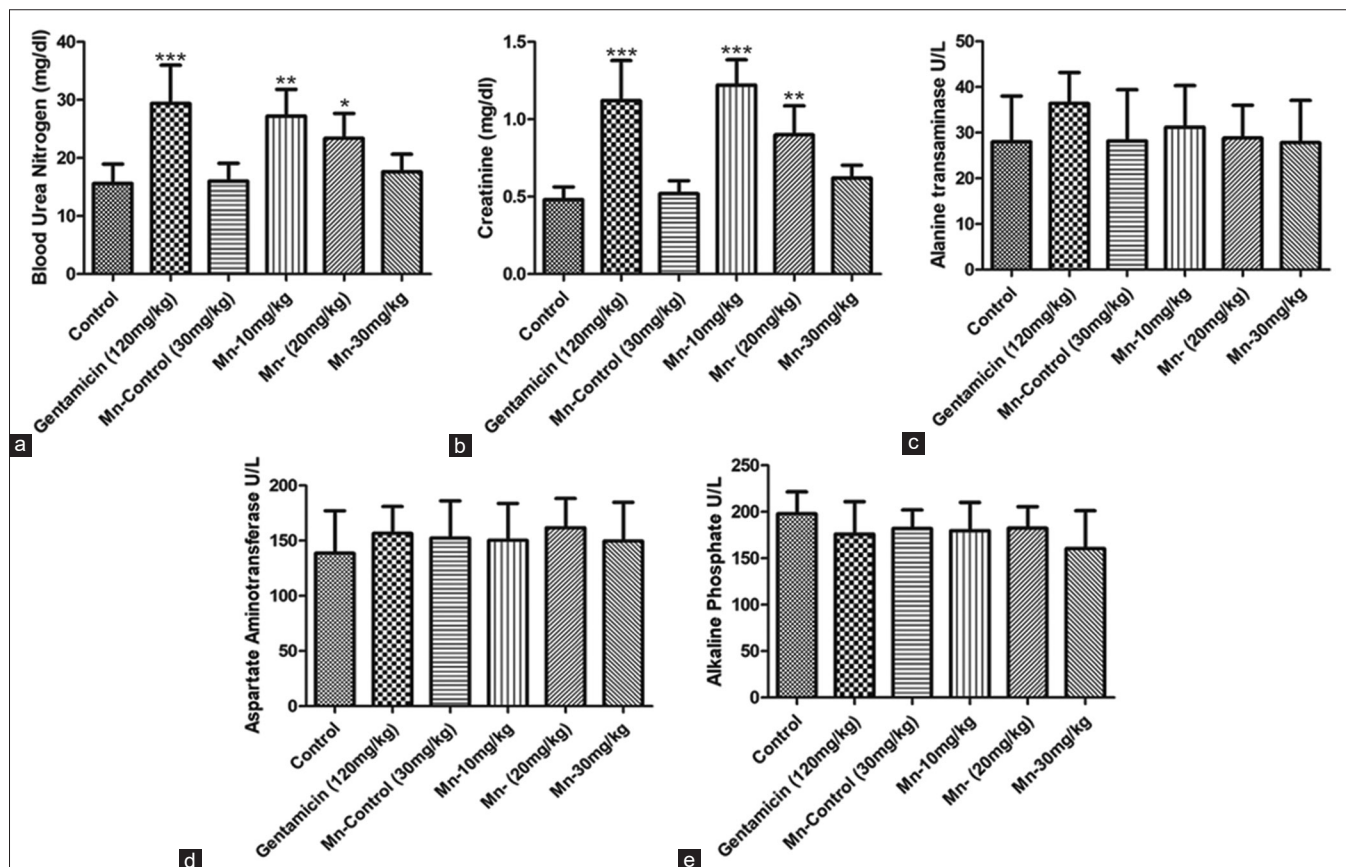 Blood Urea Nitrogen (mg/dl)
40
30
20
10
0
***
**
*
Control
Gentamicin (120mg/kg)
Mn-Control (30mg/kg)
Mn-10mg/kg
Mn- (20mg/kg)
Mn-30mg/kg
a
Creatinine (mg/dl)
1.5
1.0
0.5
0.0
***
***
**
Control
Gentamicin (120mg/kg)
Mn-Control (30mg/kg)
Mn-10mg/kg
Mn- (20mg/kg)
Mn-30mg/kg
b
Alanine transaminase U/L
50
40
30
20
10
0
Control
Gentamicin (120mg/kg)
Mn-Control (30mg/kg)
Mn-10mg/kg
Mn- (20mg/kg)
Mn-30mg/kg
c
Aspartate Aminotransferase U/L
200
150
100
50
0
Control
Gentamicin (120mg/kg)
Mn-Control (30mg/kg)
Mn-10mg/kg
Mn- (20mg/kg)
Mn-30mg/kg
d
Alkaline Phosphate U/L
250
200
150
100
50
0
Control
Gentamicin (120mg/kg)
Mn-Control (30mg/kg)
Mn-10mg/kg
Mn- (20mg/kg)
Mn-30mg/kg
e